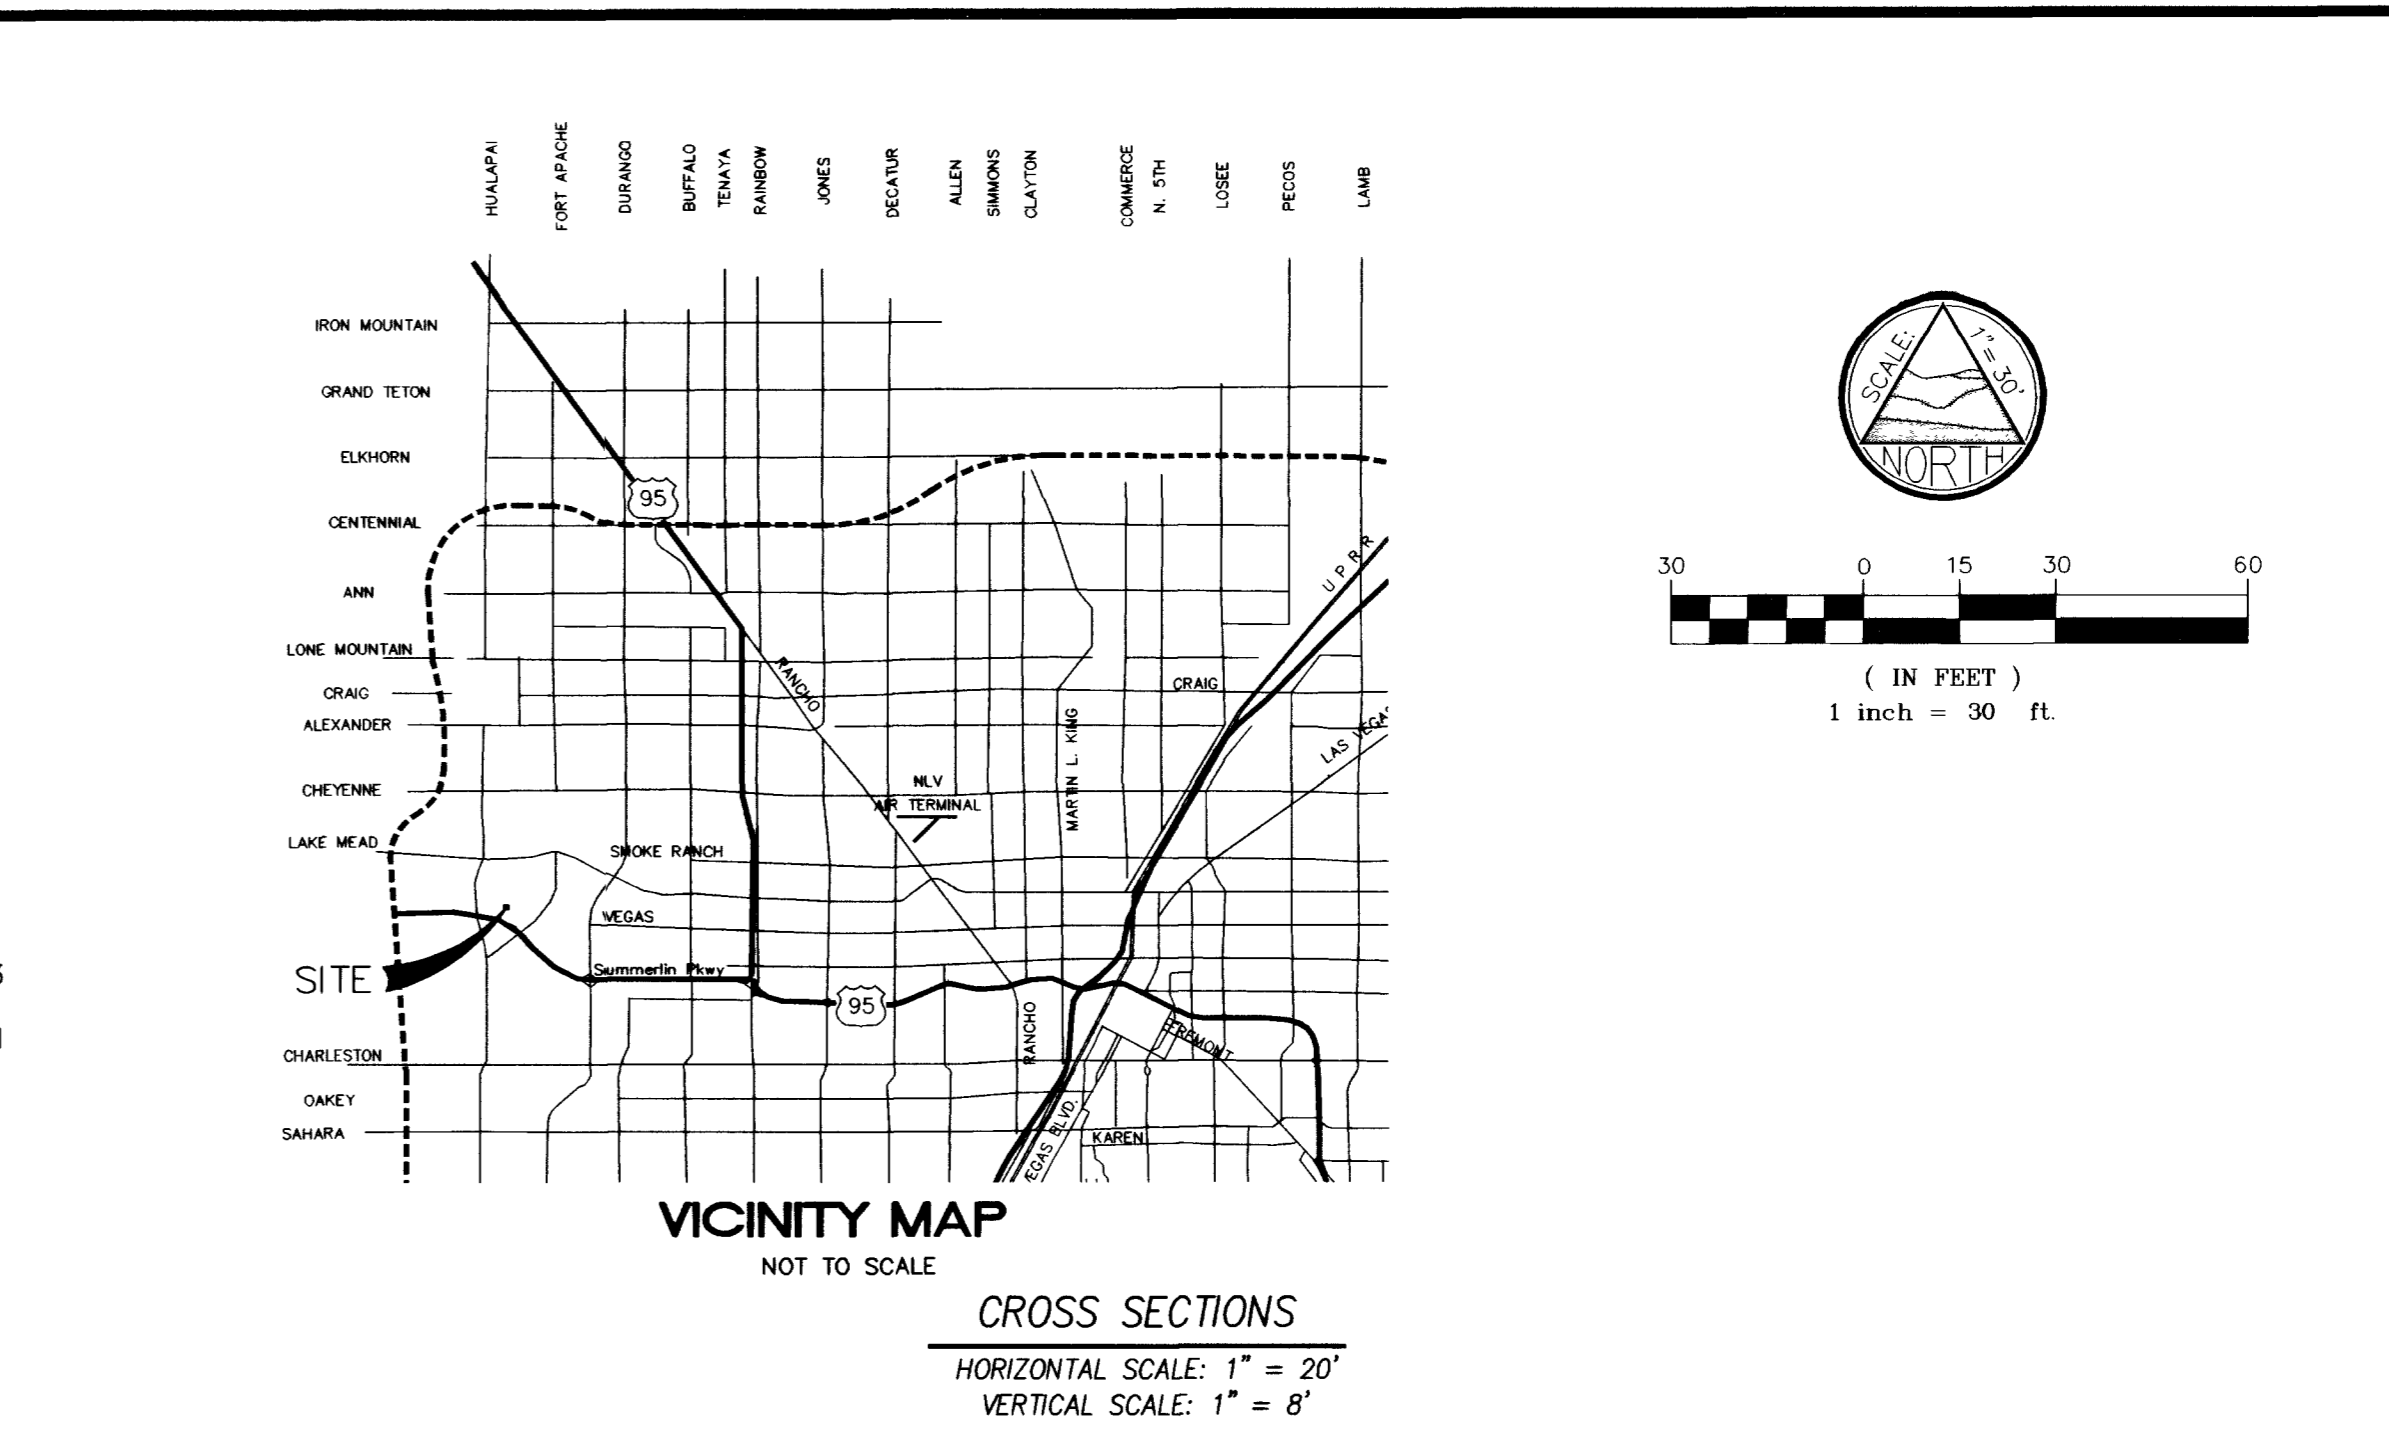 HUALAPAI
FORT APACHE
DURANGO
BUFFALO
TENAYA
RAINBOW
JONES
DECATUR
ALLEN
SIMMONS
CLAYTON
COMMERCE
N. 5TH
LOSEE
PECOS
LAMB
IRON MOUNTAIN
GRAND TETON
ELKHORN
95
CENTENNIAL
ANN
U P R R
LONE MOUNTAIN
RANCHO
CRAIG
CRAIG
ALEXANDER
MARTIN L. KING
LAS VEGAS
CHEYENNE
NLV
AIR TERMINAL
LAKE MEAD
SMOKE RANCH
VEGAS
SITE
Summerlin Pkwy
95
RANCHO
FREMONT
CHARLESTON
OAKEY
SAHARA
VEGAS BLVD.
KAREN
VICINITY MAP
NOT TO SCALE
CROSS SECTIONS
HORIZONTAL SCALE: 1" = 20'
VERTICAL SCALE: 1" = 8'
SCALE: 1"=30'
NORTH
30 0 15 30 60
( IN FEET )
1 inch = 30 ft.